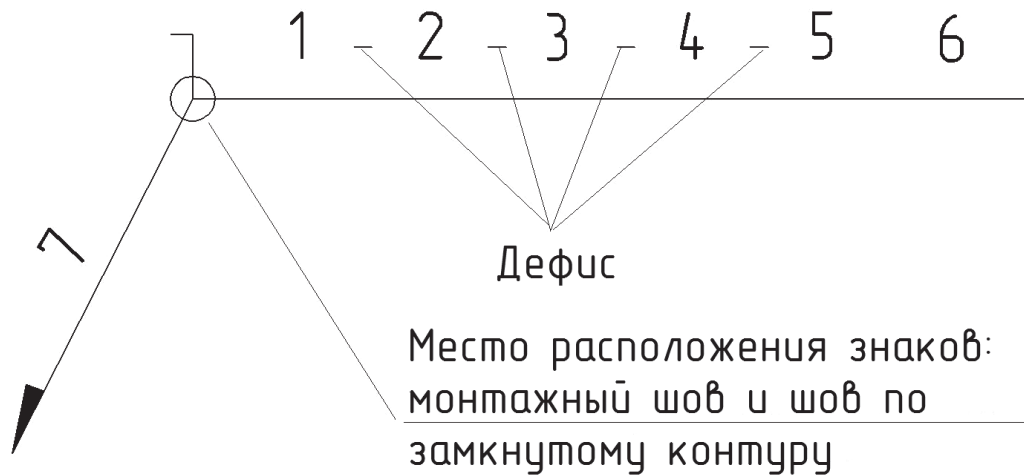 1 - 2 - 3 - 4 - 5 6
7
Дефис
Место расположения знаков:
монтажный шов и шов по
замкнутому контуру